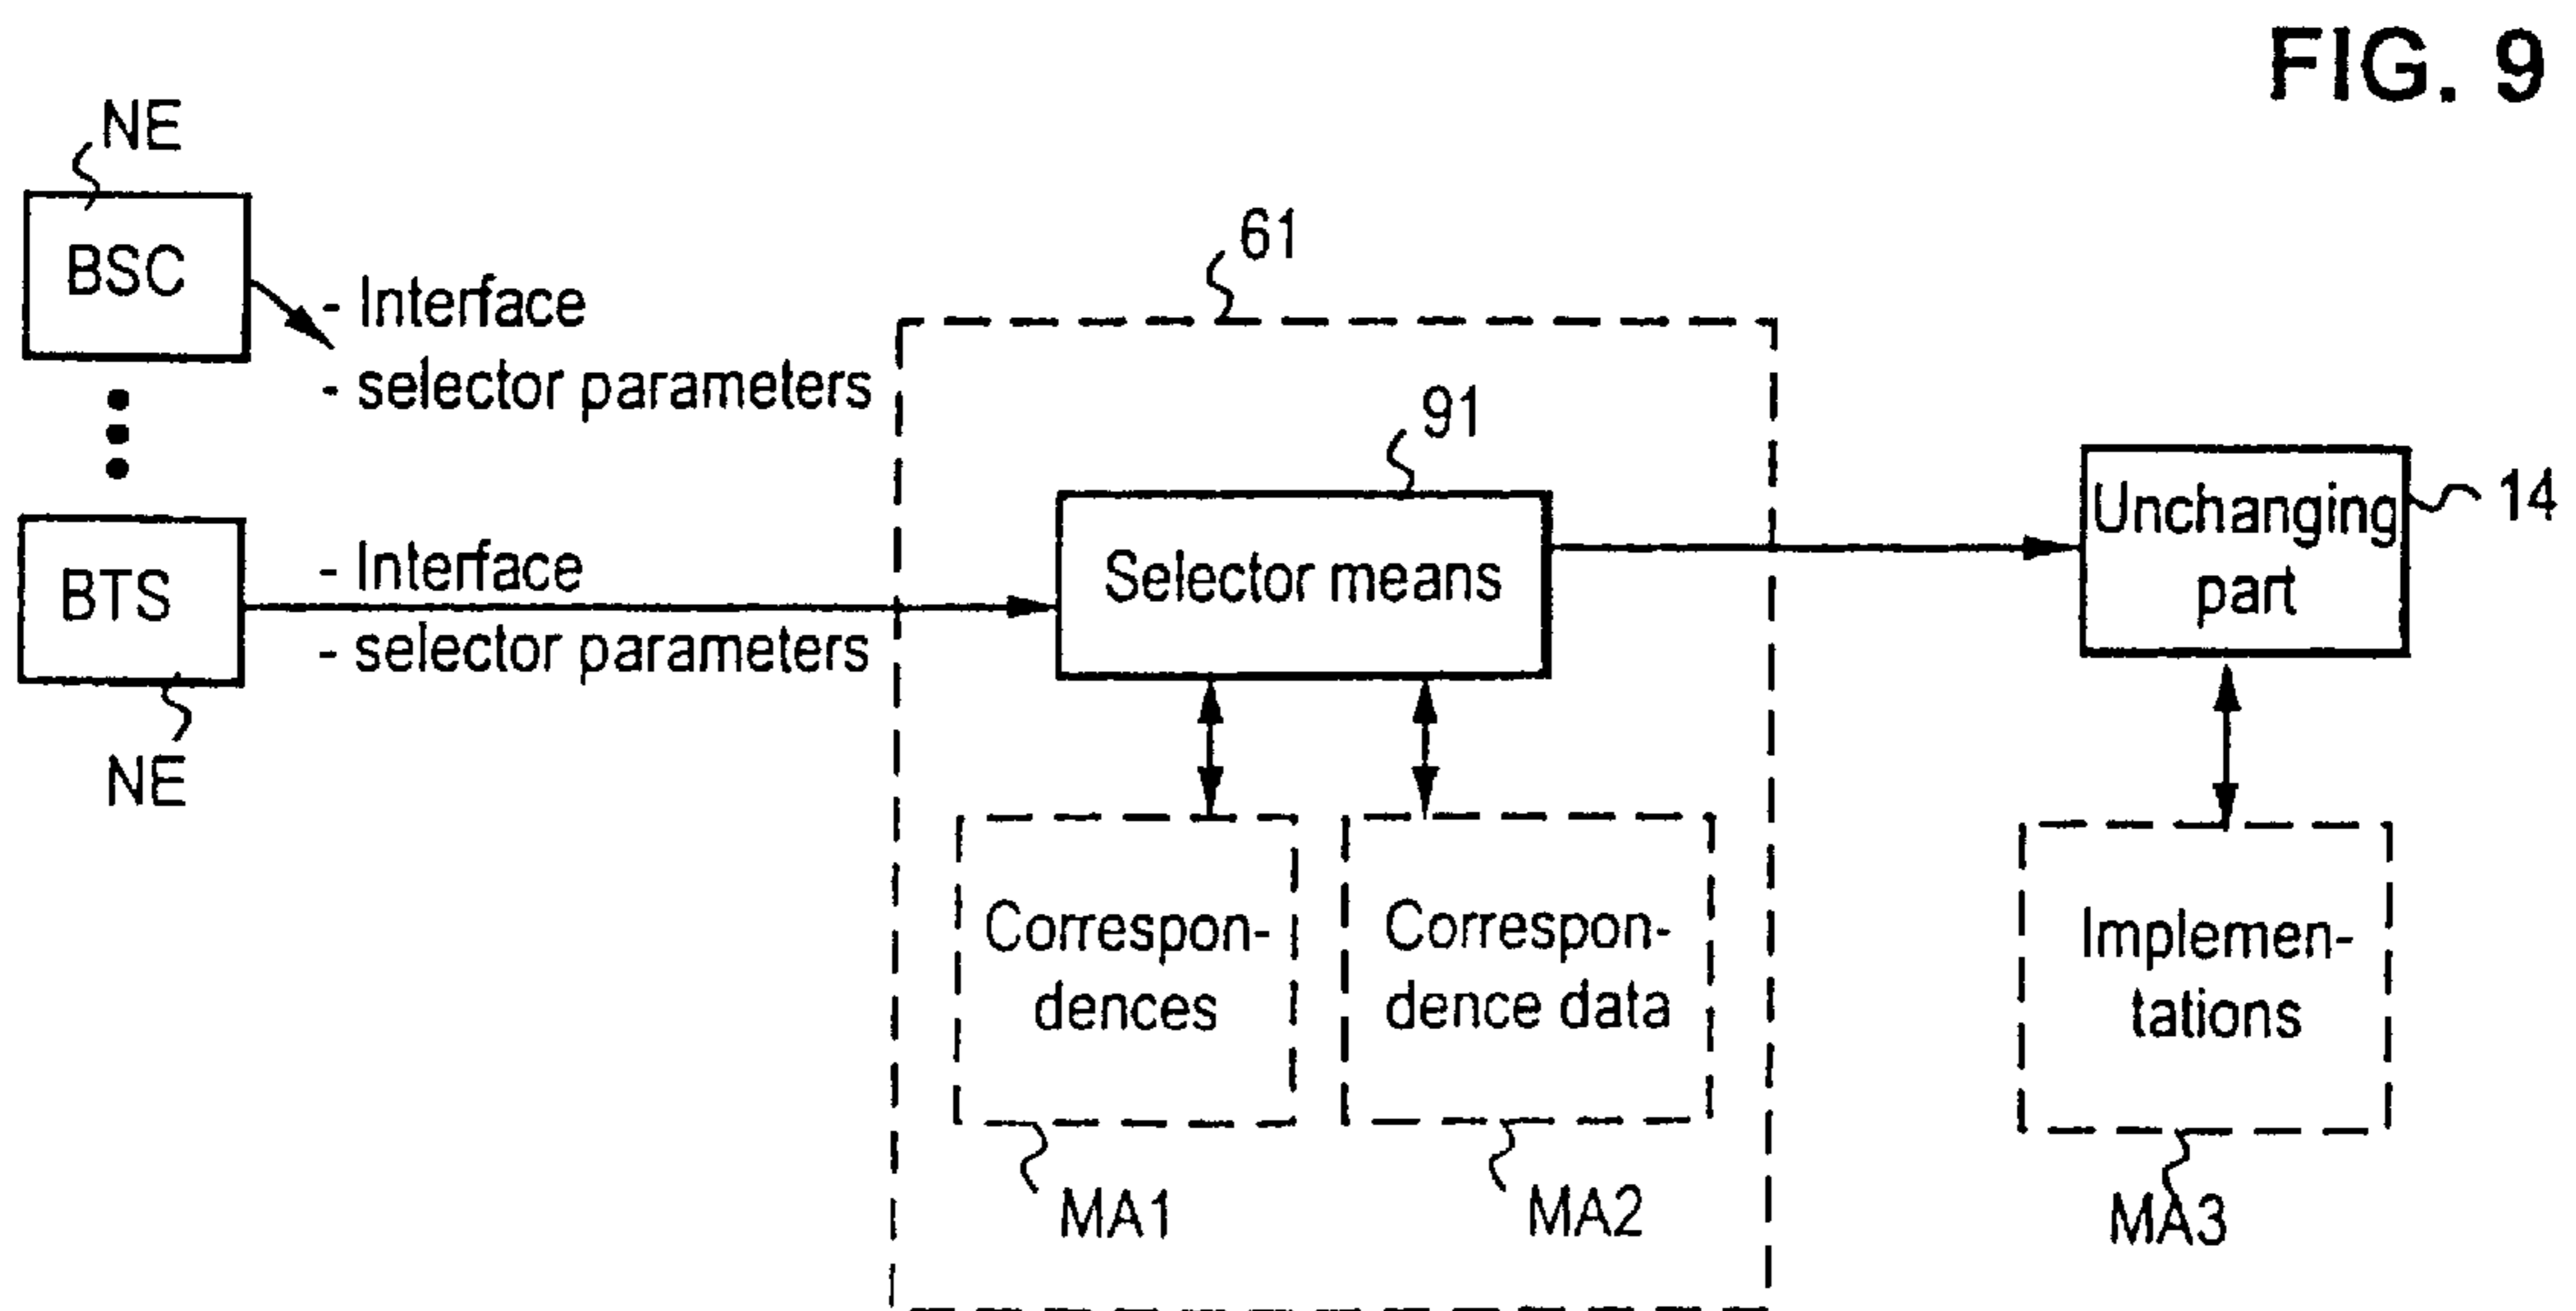 FIG. 9
NE
BSC
- Interface
- selector parameters
BTS
- Interface
- selector parameters
NE
61
91
Selector means
Unchanging
part
14
Correspon-
dences
Correspon-
dence data
Implemen-
tations
MA1
MA2
MA3